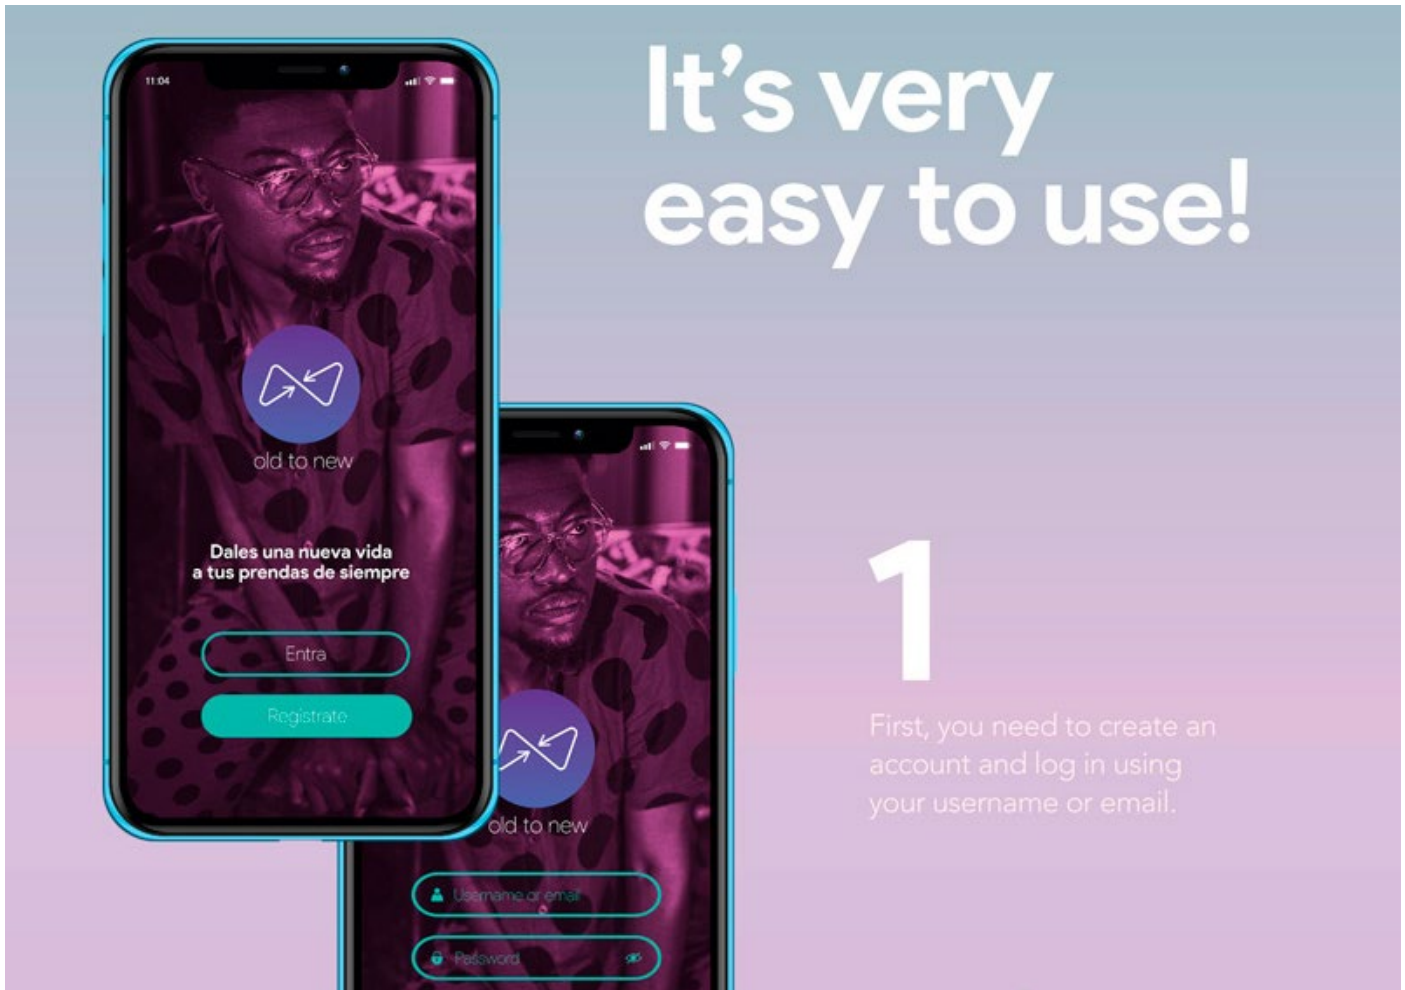 It's very
easy to use!
11:04
old to new
Dales una nueva vida
a tus prendas de siempre
Entra
Regístrate
old to new
Username or email
Password
1
First, you need to create an
account and log in using
your username or email.